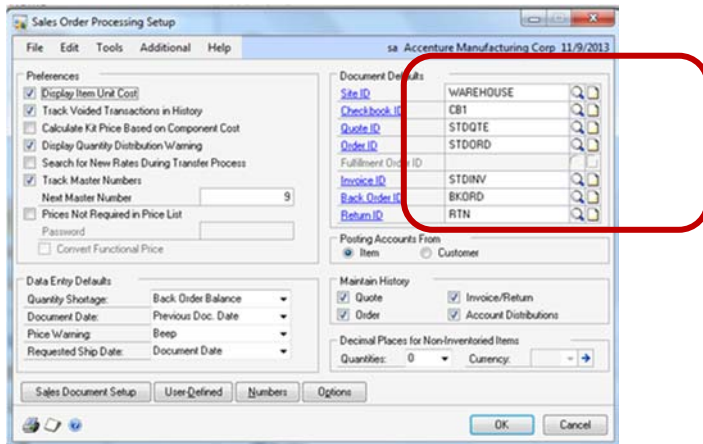 Sales Order Processing Setup
File Edit Tools Additional Help sa Accenture Manufacturing Corp 11/9/2013
Preferences
Display Item Unit Cost
Track Voided Transactions in History
Calculate Kit Price Based on Component Cost
Display Quantity Distribution Warning
Search for New Rates During Transfer Process
Track Master Numbers
Next Master Number 9
Prices Not Required in Price List
Password
Convert Functional Price
Document Defaults
Site ID WAREHOUSE
Checkbook ID CB1
Quote ID STDQTE
Order ID STDORD
Fulfillment Order ID
Invoice ID STDINV
Back Order ID BKORD
Return ID RTN
Posting Accounts From
Item Customer
Data Entry Defaults
Quantity Shortage: Back Order Balance
Document Date: Previous Doc. Date
Price Warning: Beep
Requested Ship Date: Document Date
Maintain History
Quote Invoice/Return
Order Account Distributions
Decimal Places for Non-Inventoried Items
Quantities: 0 Currency:
Sales Document Setup User-Defined Numbers Options
OK Cancel